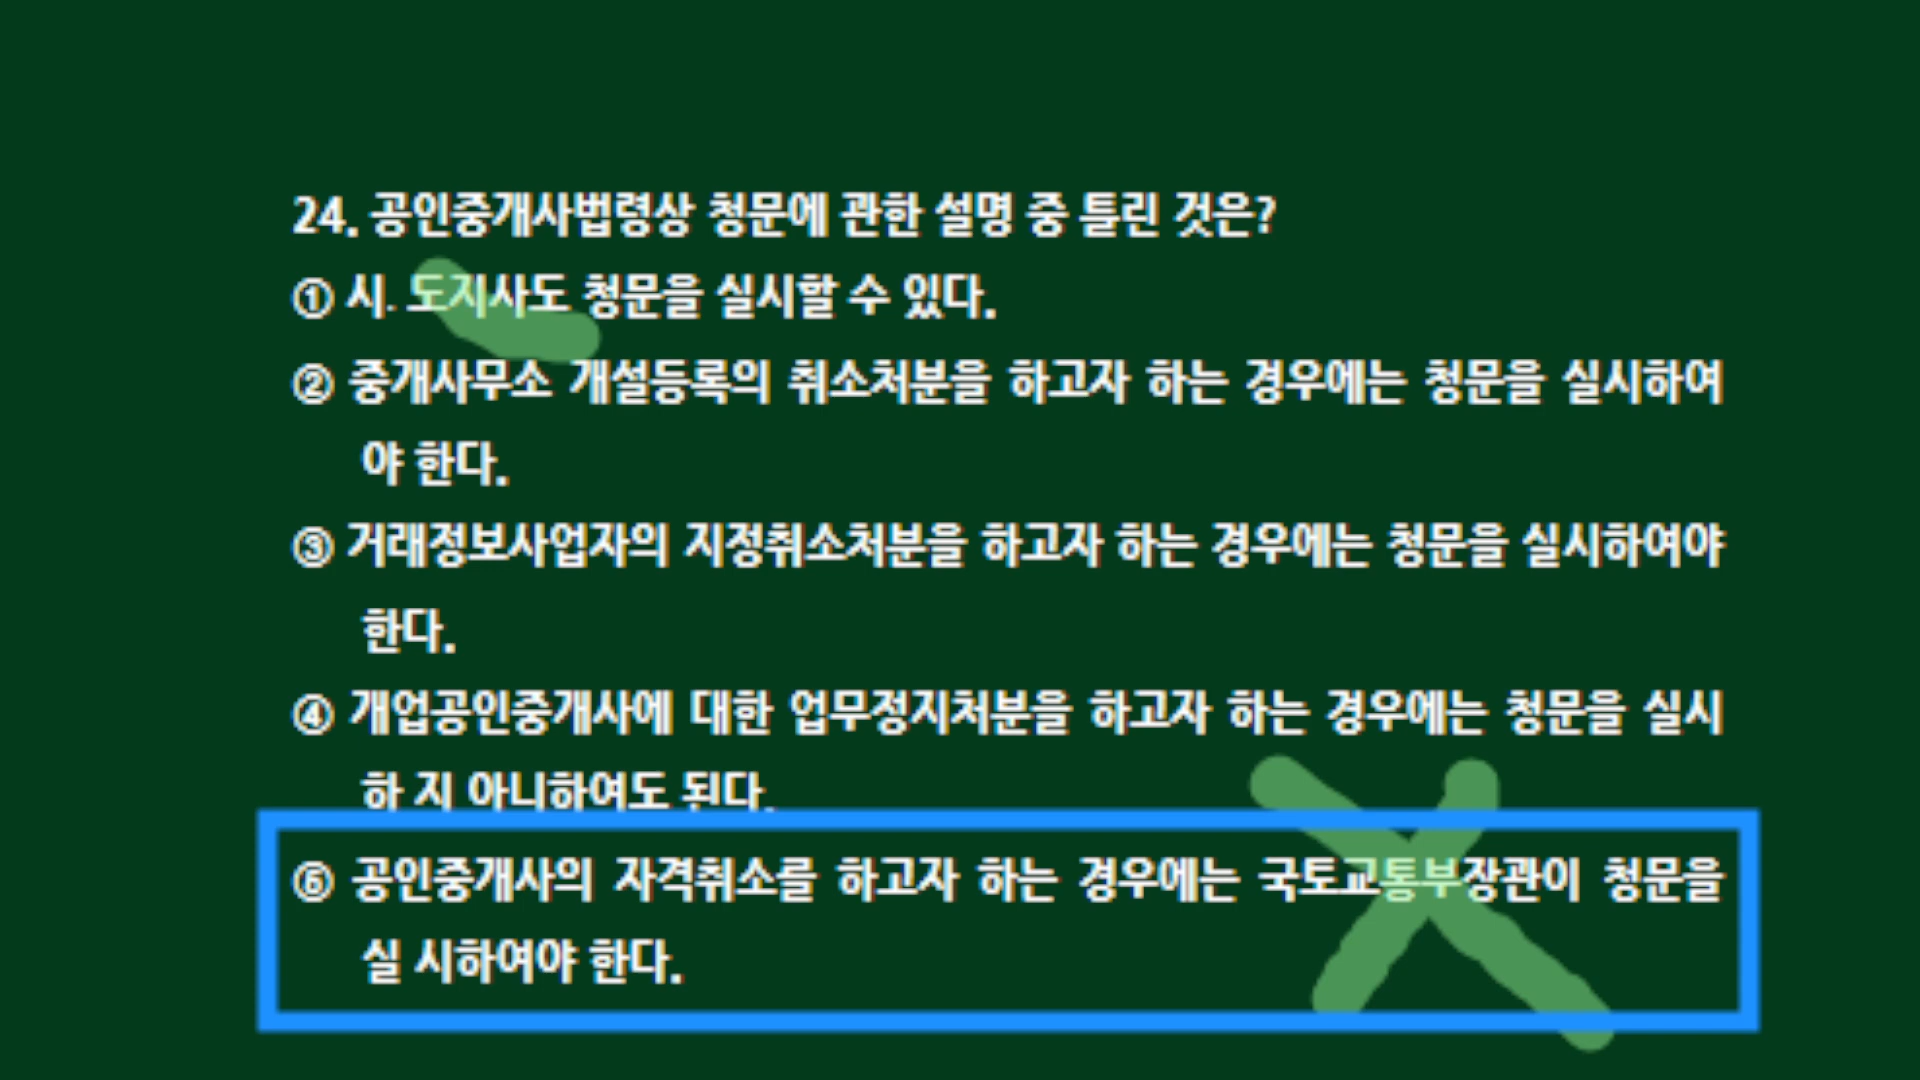 24. 공인중개사법령상 청문에 관한 설명 중 틀린 것은?
① 시. 도지사도 청문을 실시할 수 있다.
② 중개사무소 개설등록의 취소처분을 하고자 하는 경우에는 청문을 실시하여
야 한다.
③ 거래정보사업자의 지정취소처분을 하고자 하는 경우에는 청문을 실시하여야
한다.
④ 개업공인중개사에 대한 업무정지처분을 하고자 하는 경우에는 청문을 실시
하 지 아니하여도 된다.
⑤ 공인중개사의 자격취소를 하고자 하는 경우에는 국토교통부장관이 청문을
실 시하여야 한다.